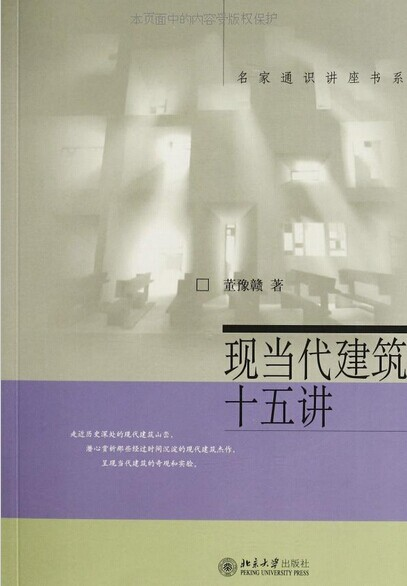 本页面中的内容受版权保护
名家通识讲座书系
董豫赣 著
现当代建筑
十五讲
走近历史深处的现代建筑山峦,
潜心赏析那些经过时间沉淀的现代建筑杰作,
呈现当代建筑的奇观和实验。
北京大学出版社
PEKING UNIVERSITY PRESS